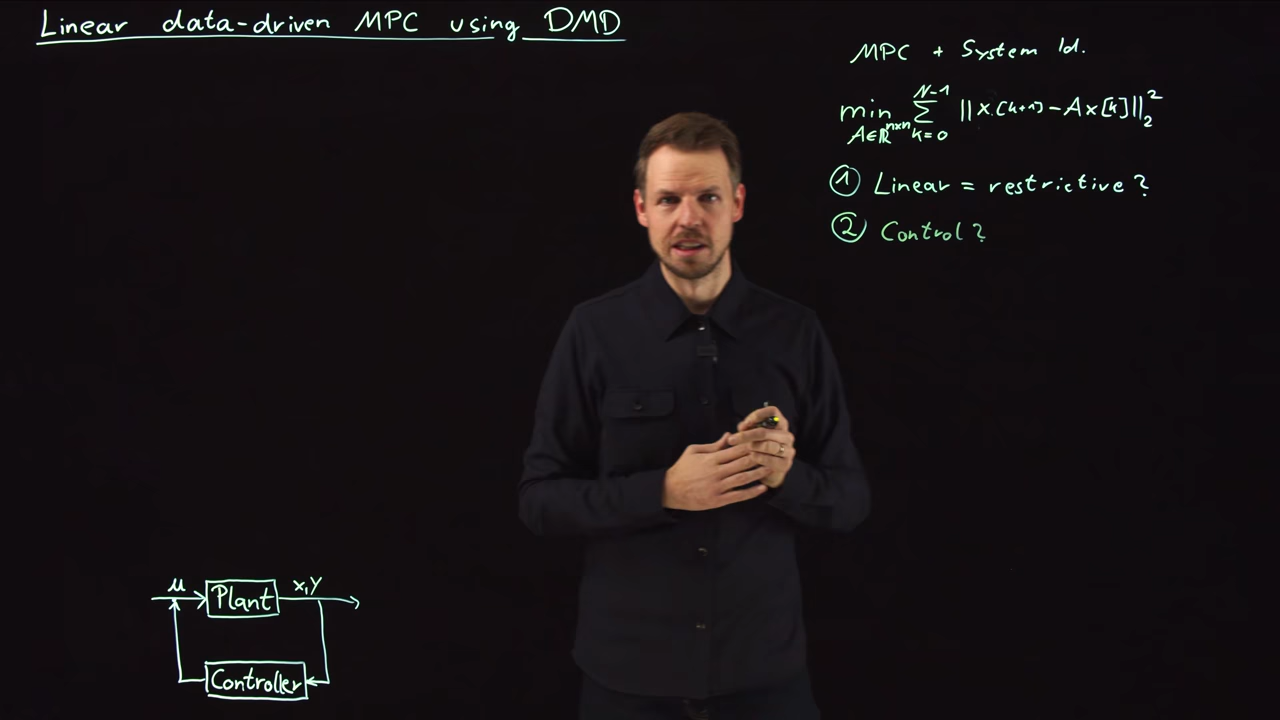 Linear data-driven MPC using DMD
MPC + System Id.
min Σ ||x[k+1] - Ax[k]||₂²
A∈ℝⁿˣⁿ k=0 N-1
① Linear = restrictive?
② Control?
u Plant x,y
Controller